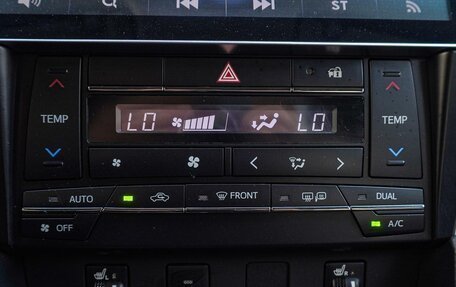 ST
TEMP LO LO TEMP
AUTO FRONT DUAL
OFF A/C
L R